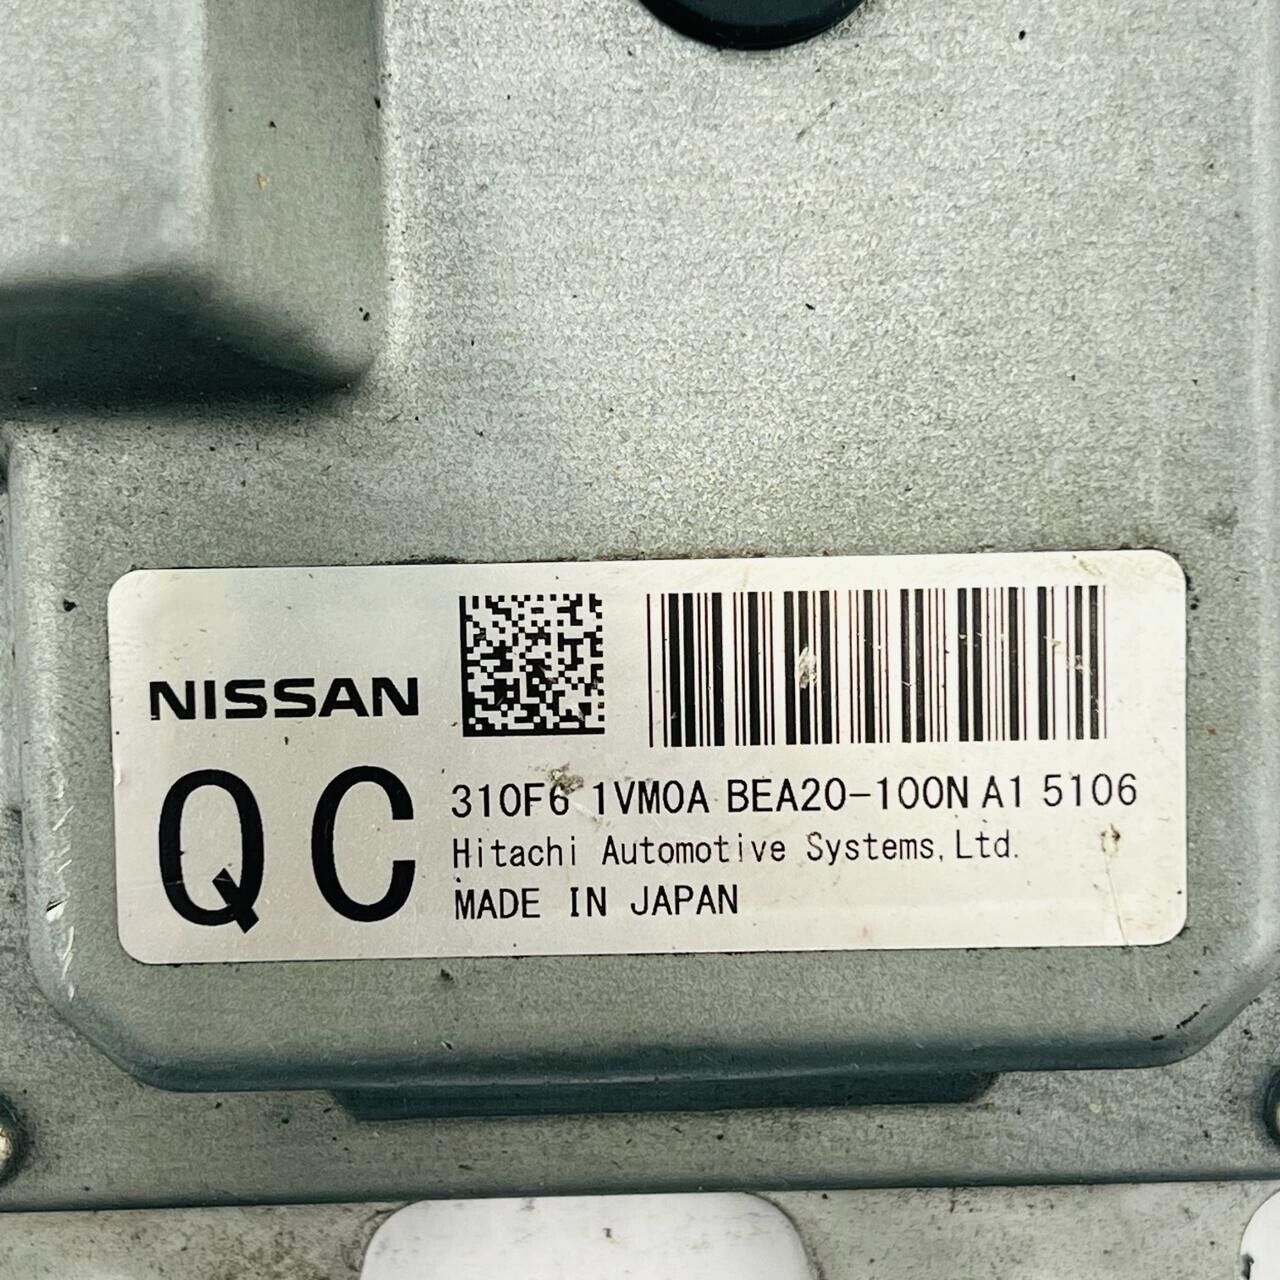 NISSAN
QC
310F6 1VM0A BEA20-100N A1 5106
Hitachi Automotive Systems, Ltd.
MADE IN JAPAN